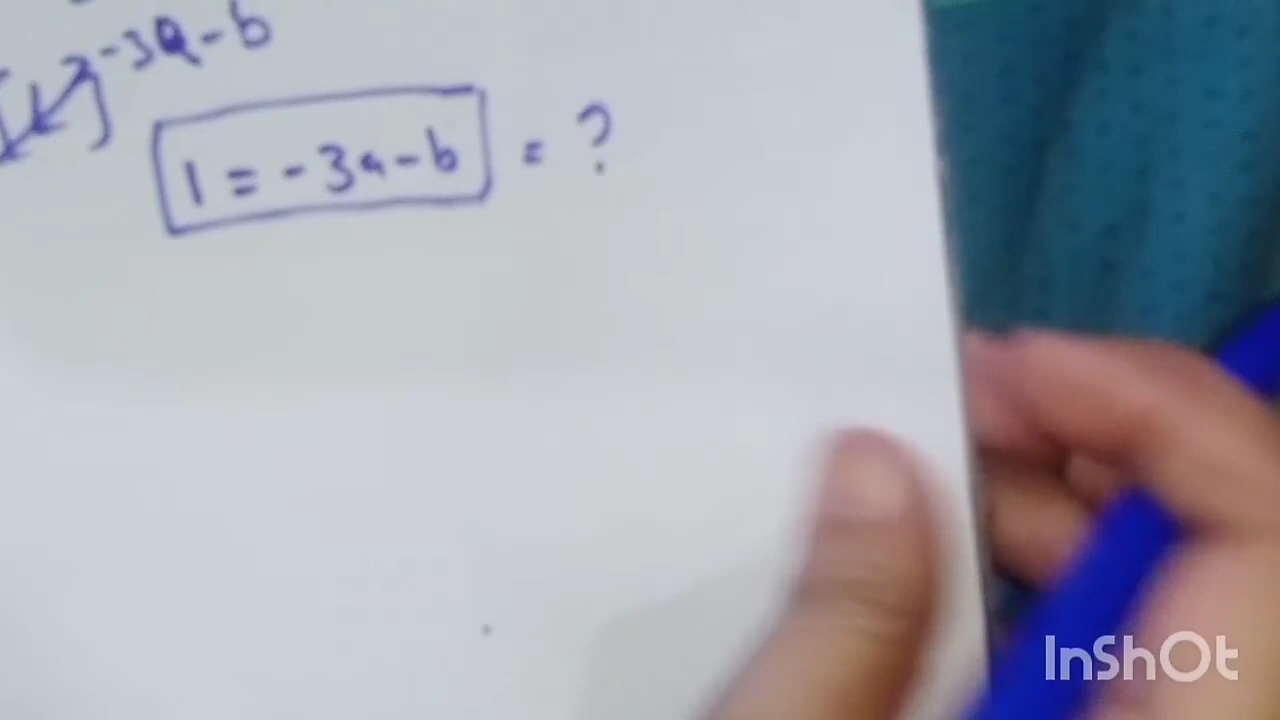 -3a-b
1 = -3a-b = ?
InShOt